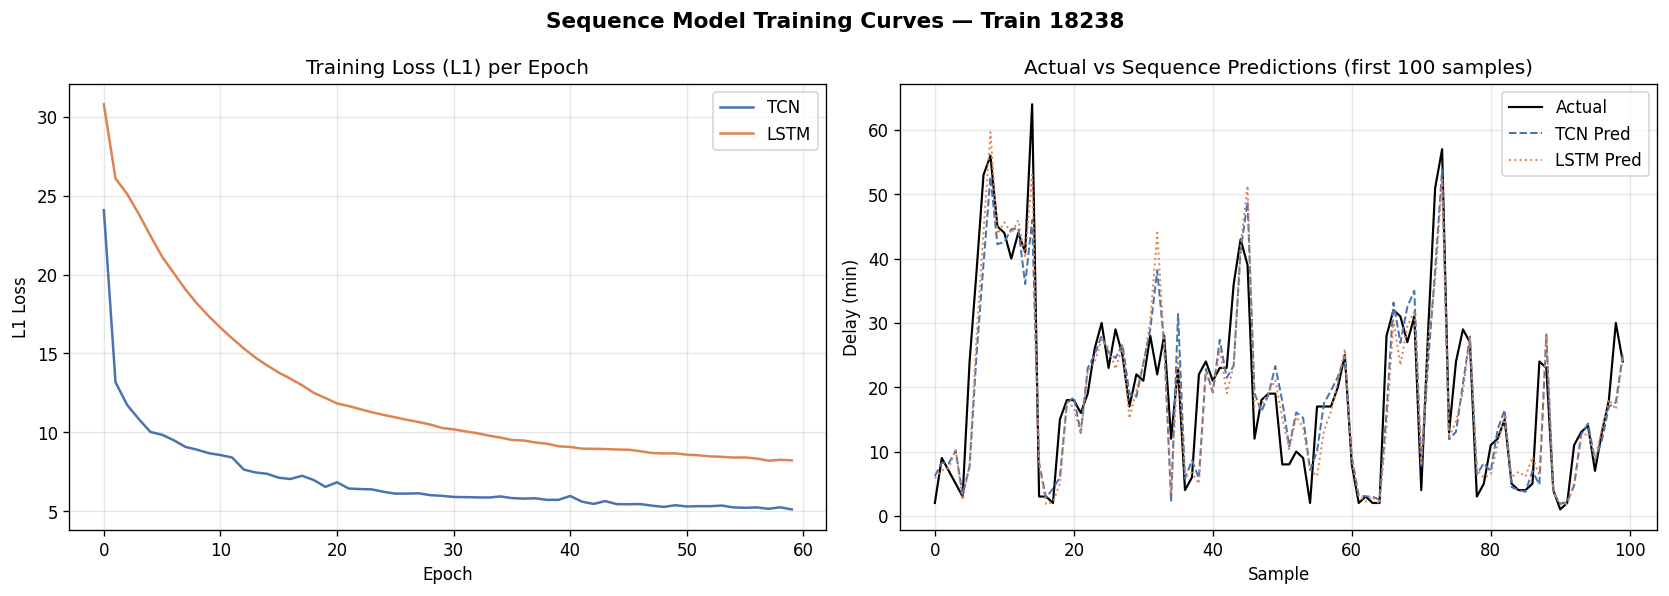 Sequence Model Training Curves — Train 18238
Training Loss (L1) per Epoch
L1 Loss
30
25
20
15
10
5
TCN
LSTM
0
10
20
30
40
50
60
Epoch
Actual vs Sequence Predictions (first 100 samples)
Delay (min)
60
50
40
30
20
10
0
Actual
TCN Pred
LSTM Pred
0
20
40
60
80
100
Sample